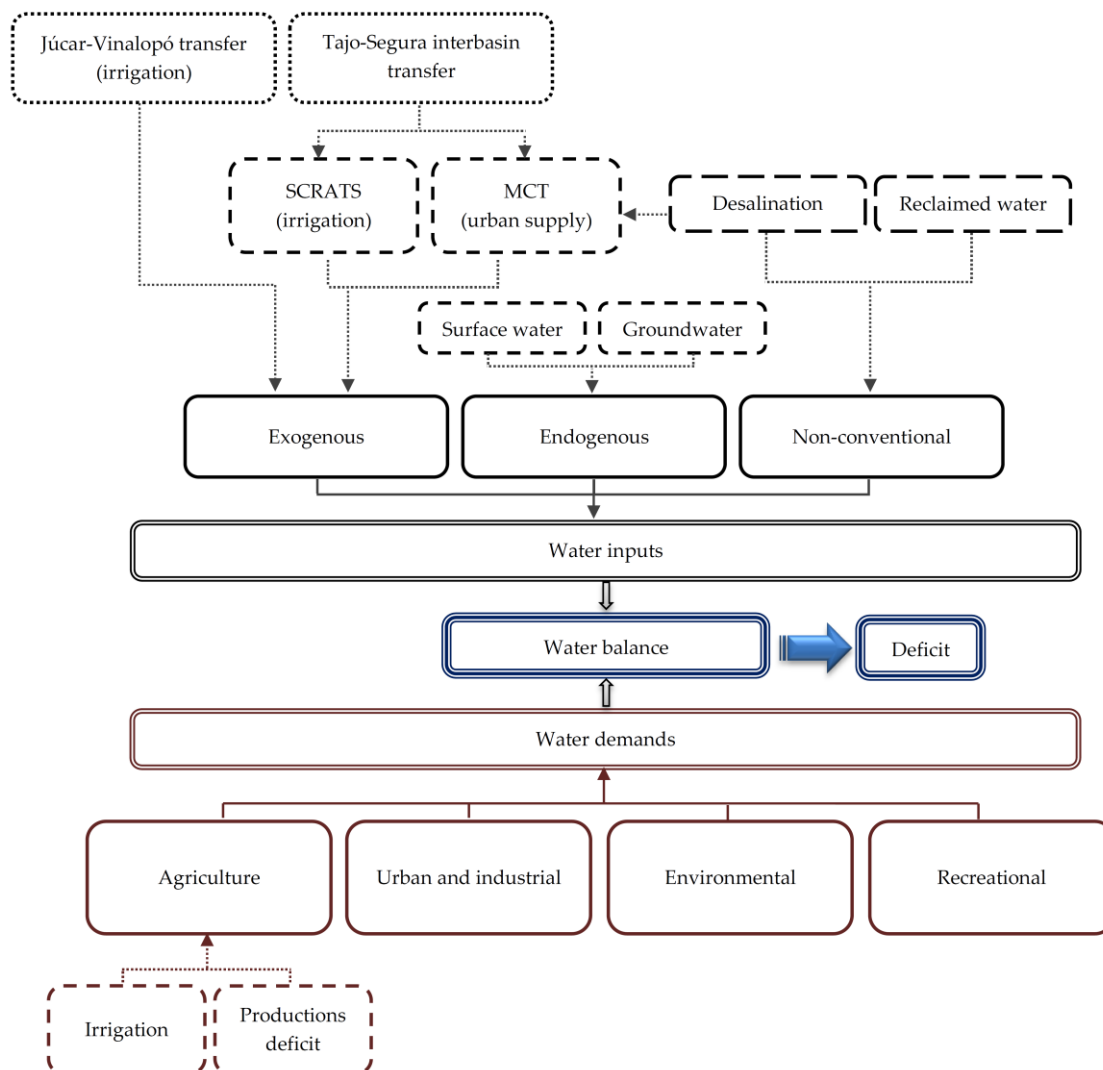 Júcar-Vinalopó transfer
(irrigation)
Tajo-Segura interbasin
transfer
SCRATS
(irrigation)
MCT
(urban supply)
Desalination
Reclaimed water
Surface water
Groundwater
Exogenous
Endogenous
Non-conventional
Water inputs
Water balance
Deficit
Water demands
Agriculture
Urban and industrial
Environmental
Recreational
Irrigation
Productions
deficit